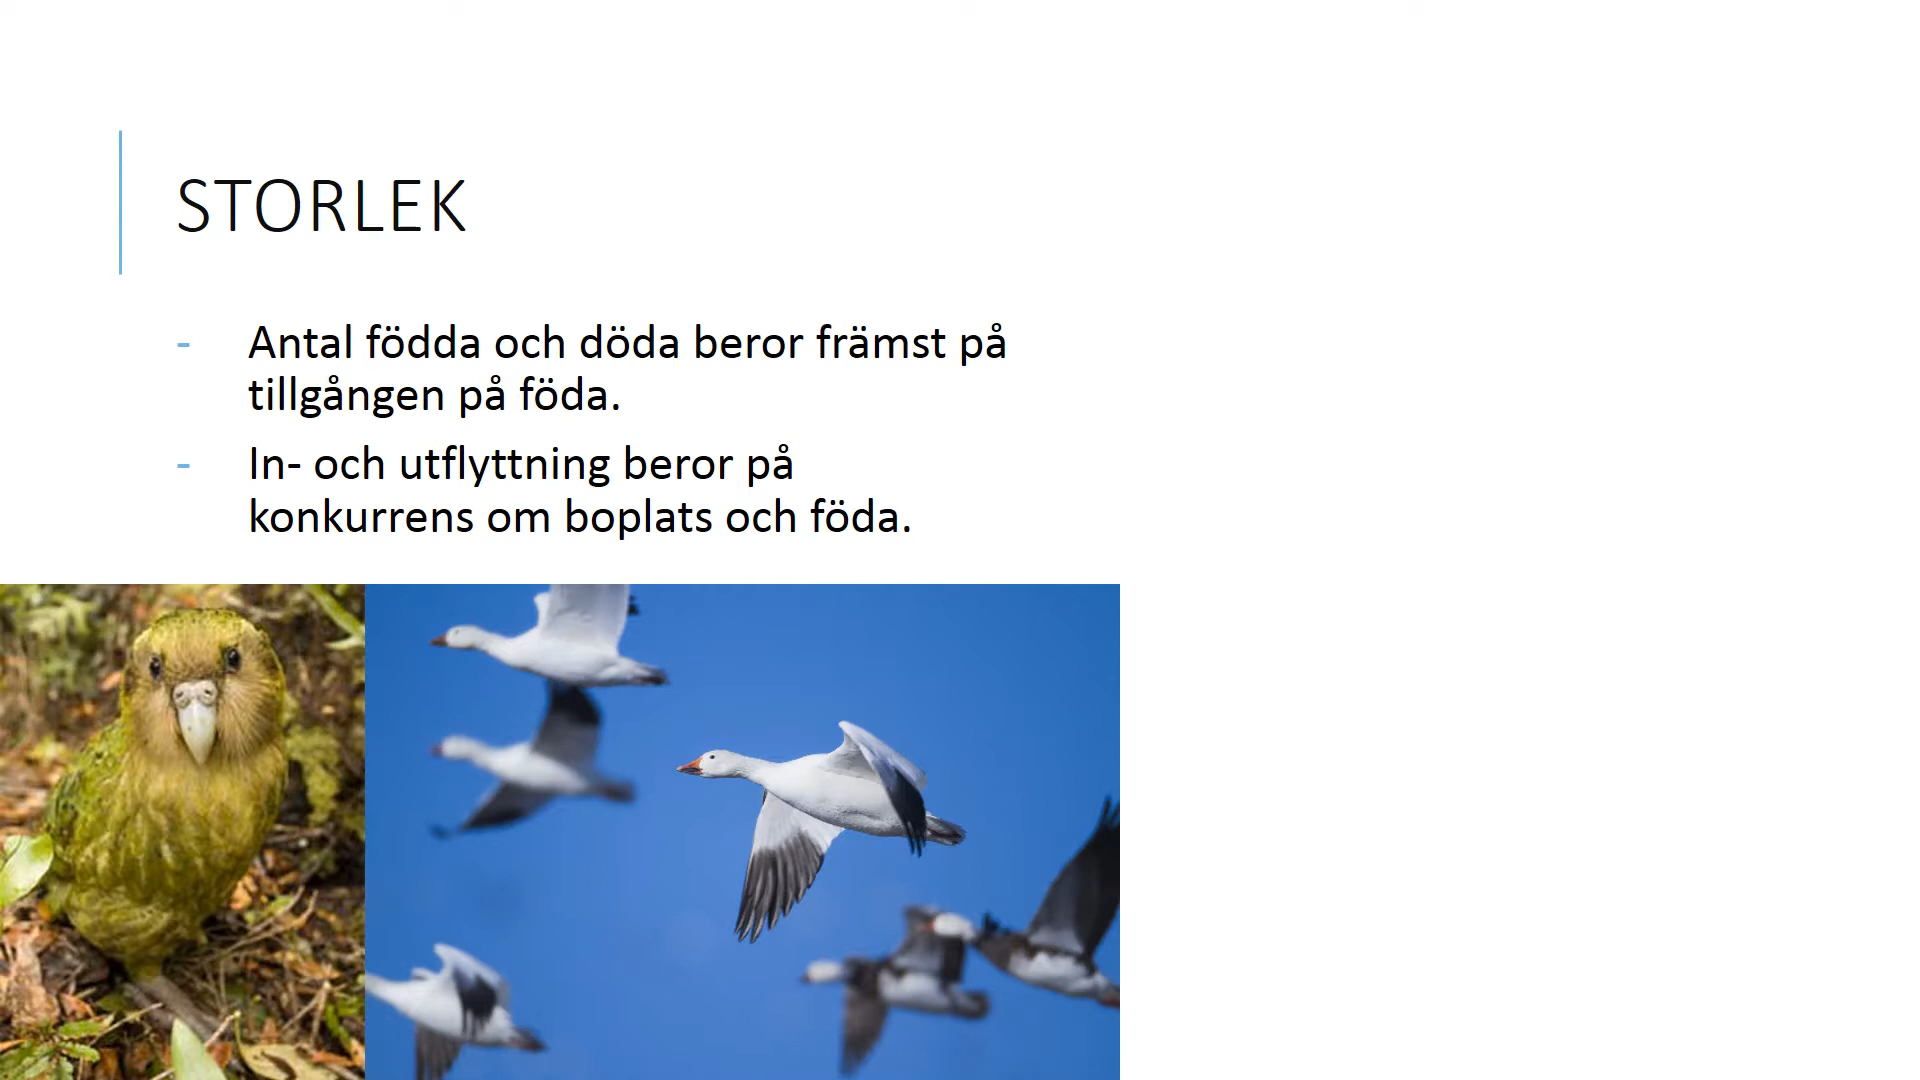 STORLEK
- Antal födda och döda beror främst på
tillgången på föda.
- In- och utflyttning beror på
konkurrens om boplats och föda.